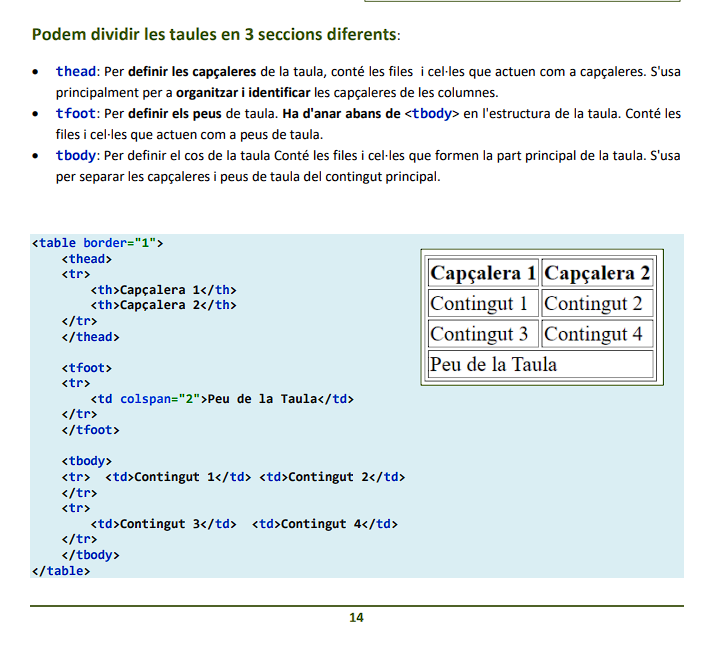 Podem dividir les taules en 3 seccions diferents:
• thead: Per definir les capçaleres de la taula, conté les files i cel·les que actuen com a capçaleres. S'usa
principalment per a organitzar i identificar les capçaleres de les columnes.
• tfoot: Per definir els peus de taula. Ha d'anar abans de <tbody> en l'estructura de la taula. Conté les
files i cel·les que actuen com a peus de taula.
• tbody: Per definir el cos de la taula Conté les files i cel·les que formen la part principal de la taula. S'usa
per separar les capçaleres i peus de taula del contingut principal.
<table border="1">
<thead>
<tr>
<th>Capçalera 1</th>
<th>Capçalera 2</th>
</tr>
</thead>
<tfoot>
<tr>
<td colspan="2">Peu de la Taula</td>
</tr>
</tfoot>
<tbody>
<tr> <td>Contingut 1</td> <td>Contingut 2</td>
</tr>
<tr>
<td>Contingut 3</td> <td>Contingut 4</td>
</tr>
</tbody>
</table>
Capçalera 1 Capçalera 2
Contingut 1 Contingut 2
Contingut 3 Contingut 4
Peu de la Taula
14